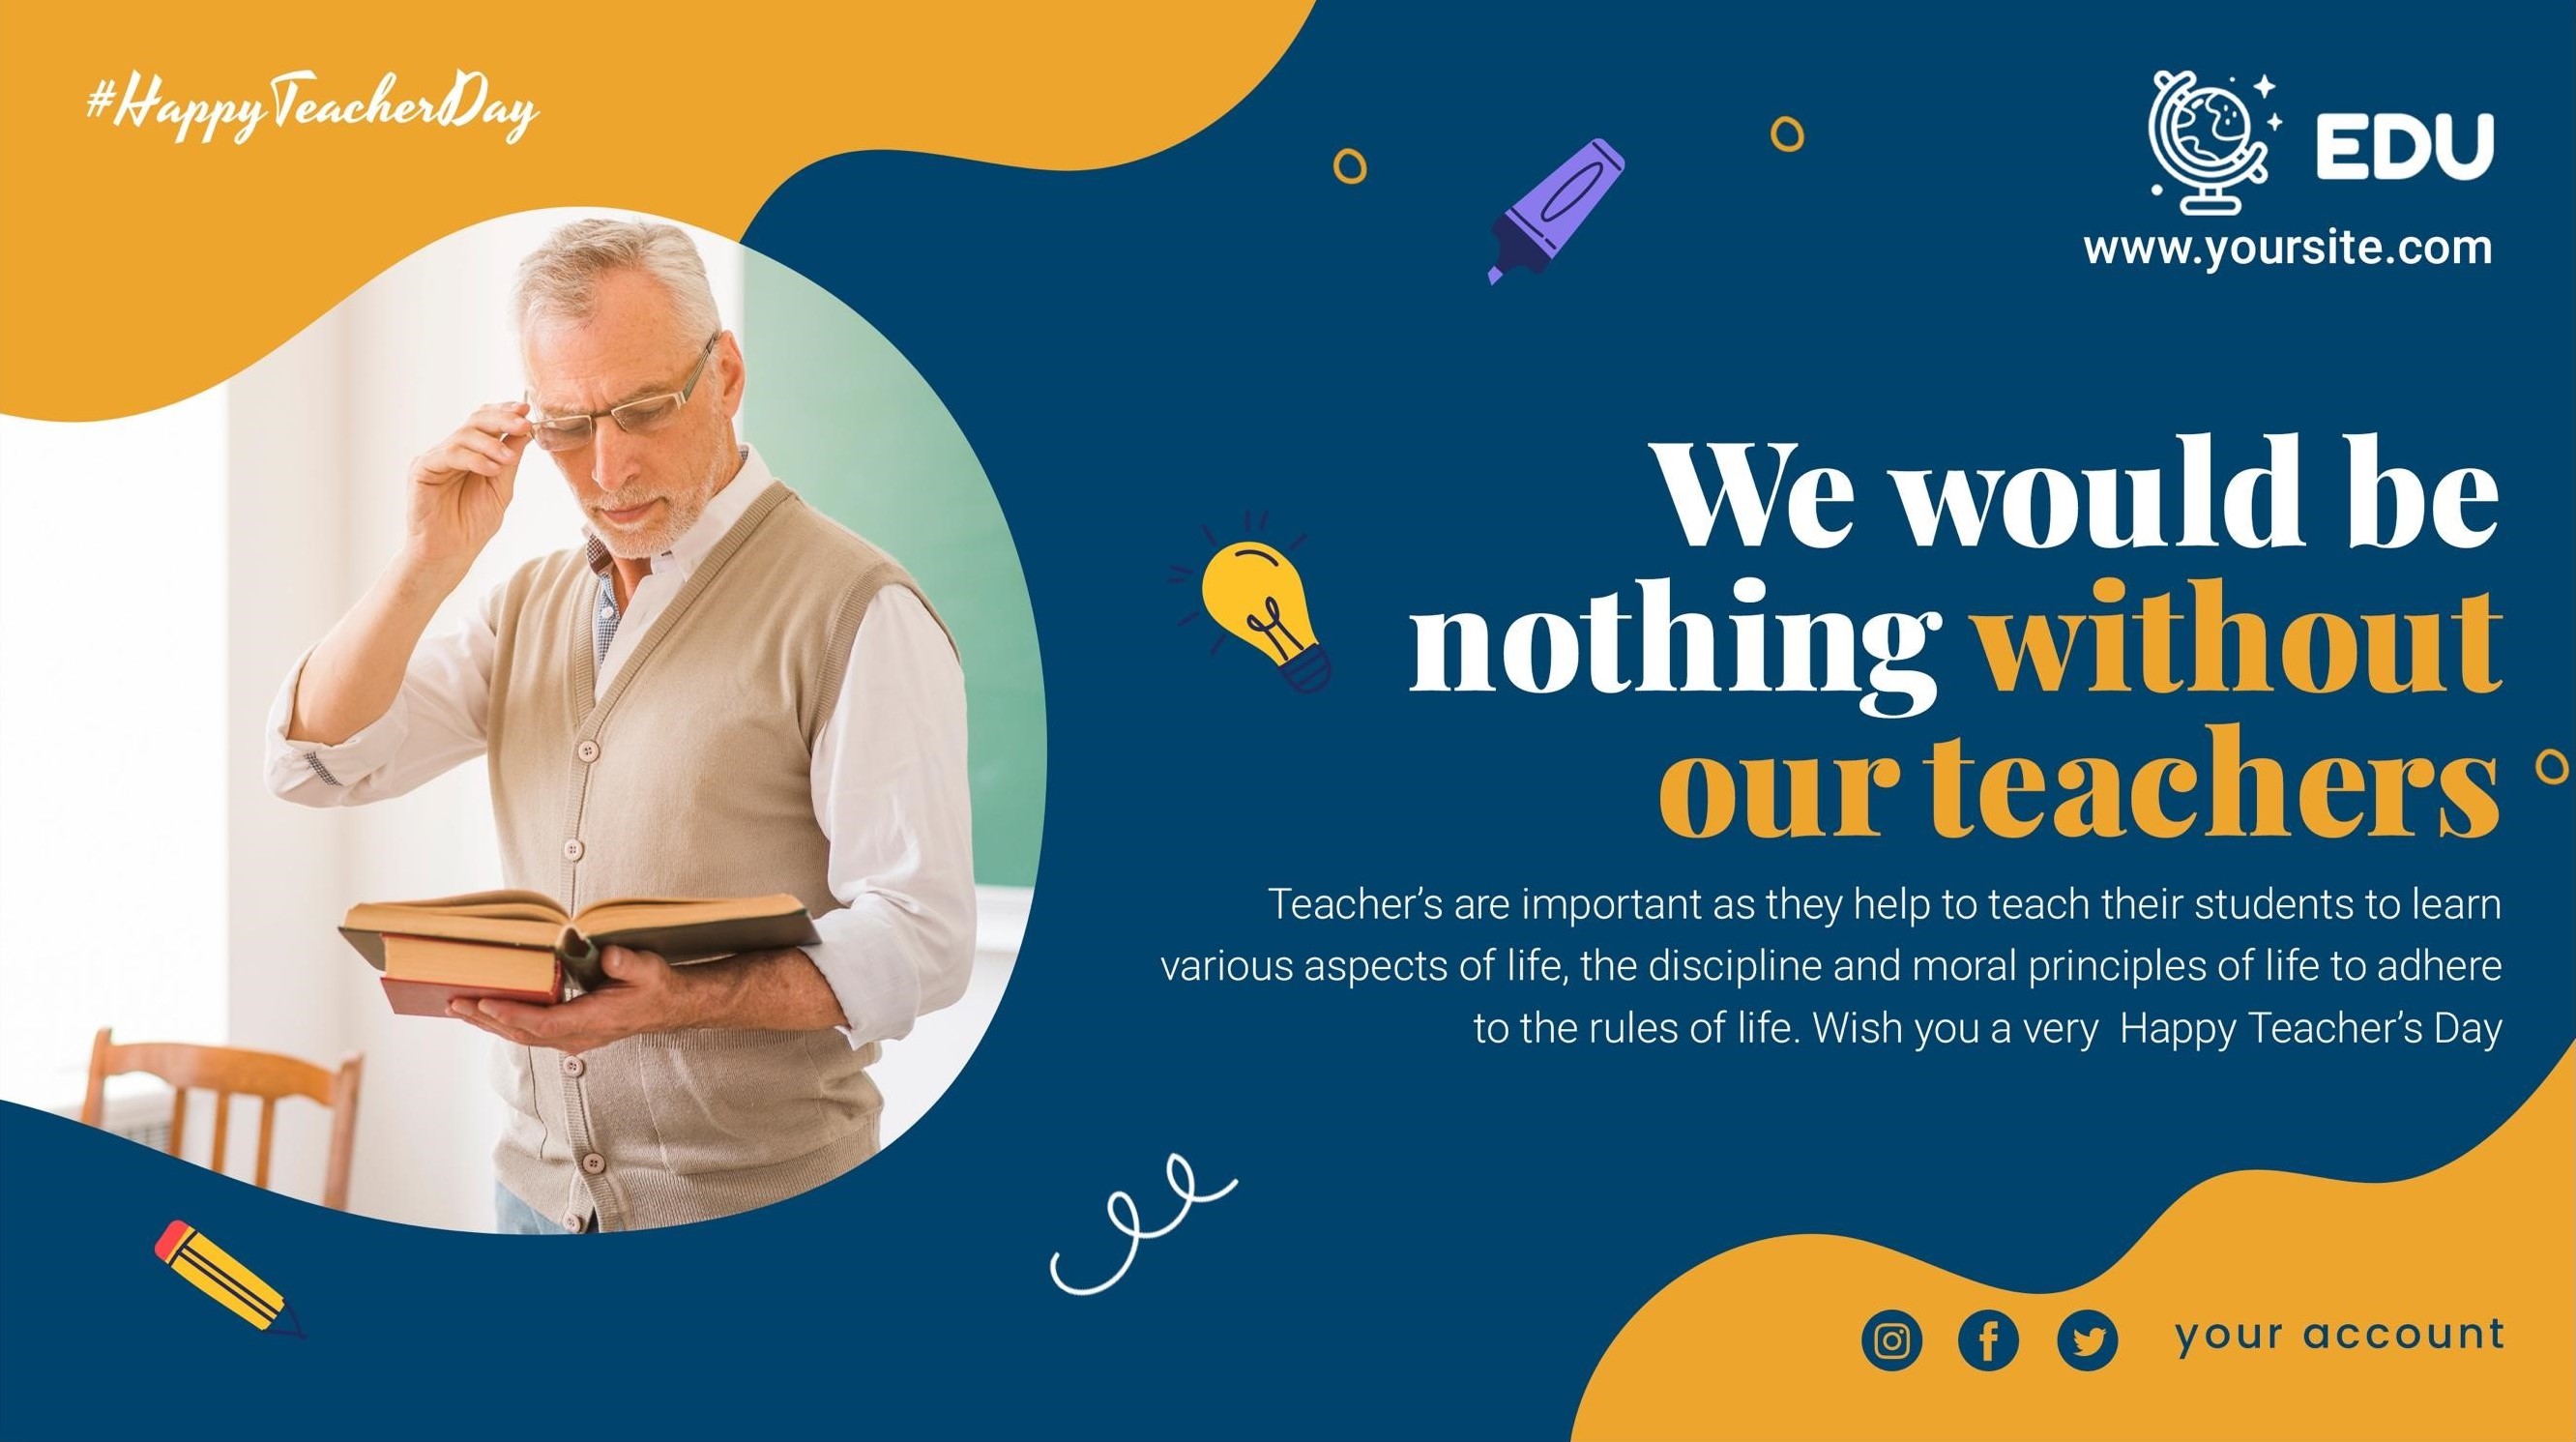 #HappyTeacherDay
EDU
www.yoursite.com
We would be
nothing without
our teachers
Teacher’s are important as they help to teach their students to learn
various aspects of life, the discipline and moral principles of life to adhere
to the rules of life. Wish you a very  Happy Teacher’s Day
your account